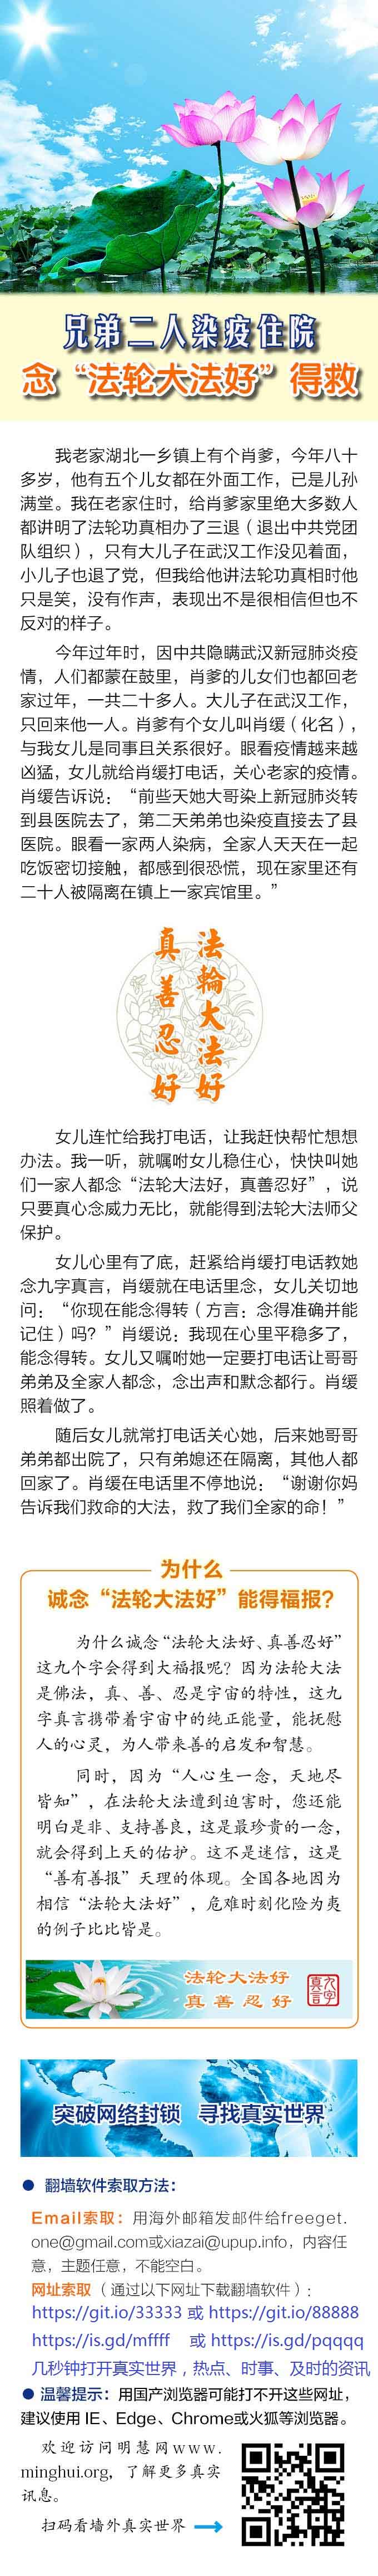 兄弟二人染疫住院
念“法轮大法好”得救
我老家湖北一乡镇上有个肖爹，今年八十
多岁，他有五个儿女都在外面工作，已是儿孙
满堂。我在老家住时，给肖爹家里绝大多数人
都讲明了法轮功真相办了三退（退出中共党团
队组织），只有大儿子在武汉工作没见着面，
小儿子也退了党，但我给他讲法轮功真相时他
只是笑，没有作声，表现出不是很相信但也不
反对的样子。
今年过年时，因中共隐瞒武汉新冠肺炎疫
情，人们都蒙在鼓里，肖爹的儿女们也都回老
家过年，一共二十多人。大儿子在武汉工作，
只回来他一人。肖爹有个女儿叫肖缓（化名），
与我女儿是同事且关系很好。眼看疫情越来越
凶猛，女儿就给肖缓打电话，关心老家的疫情。
肖缓告诉说：“前些天她大哥染上新冠肺炎转
到县医院去了，第二天弟弟也染疫直接去了县
医院。眼看一家两人染病，全家人天天在一起
吃饭密切接触，都感到很恐慌，现在家里还有
二十人被隔离在镇上一家宾馆里。”
法輪大法好
真善忍好
女儿连忙给我打电话，让我赶快帮忙想想
办法。我一听，就嘱咐女儿稳住心，快快叫她
们一家人都念“法轮大法好，真善忍好”，说
只要真心念威力无比，就能得到法轮大法师父
保护。
女儿心里有了底，赶紧给肖缓打电话教她
念九字真言，肖缓就在电话里念，女儿关切地
问：“你现在能念得转（方言：念得准确并能
记住）吗？”肖缓说：我现在心里平稳多了，
能念得转。女儿又嘱咐她一定要打电话让哥哥
弟弟及全家人都念，念出声和默念都行。肖缓
照着做了。
随后女儿就常打电话关心她，后来她哥哥
弟弟都出院了，只有弟媳还在隔离，其他人都
回家了。肖缓在电话里不停地说：“谢谢你妈
告诉我们救命的大法，救了我们全家的命！”
为什么
诚念“法轮大法好”能得福报？
为什么诚念“法轮大法好、真善忍好”
这九个字会得到大福报呢？因为法轮大法
是佛法，真、善、忍是宇宙的特性，这九
字真言携带着宇宙中的纯正能量，能抚慰
人的心灵，为人带来善的启发和智慧。
同时，因为“人心生一念，天地尽
皆知”，在法轮大法遭到迫害时，您还能
明白是非、支持善良，这是最珍贵的一念，
就会得到上天的佑护。这不是迷信，这是
“善有善报”天理的体现。全国各地因为
相信“法轮大法好”，危难时刻化险为夷
的例子比比皆是。
法轮大法好
真善忍好
九字真言
突破网络封锁 寻找真实世界
● 翻墙软件索取方法：
Email索取：用海外邮箱发邮件给freeget.
one@gmail.com或xiazai@upup.info，内容任
意，主题任意，不能空白。
网址索取（通过以下网址下载翻墙软件）：
https://git.io/33333 或 https://git.io/88888
https://is.gd/mffff 或 https://is.gd/pqqqq
几秒钟打开真实世界，热点、时事、及时的资讯
● 温馨提示：用国产浏览器可能打不开这些网址，
建议使用 IE、Edge、Chrome或火狐等浏览器。
欢迎访问明慧网www.
minghui.org，了解更多真实
讯息。
扫码看墙外真实世界